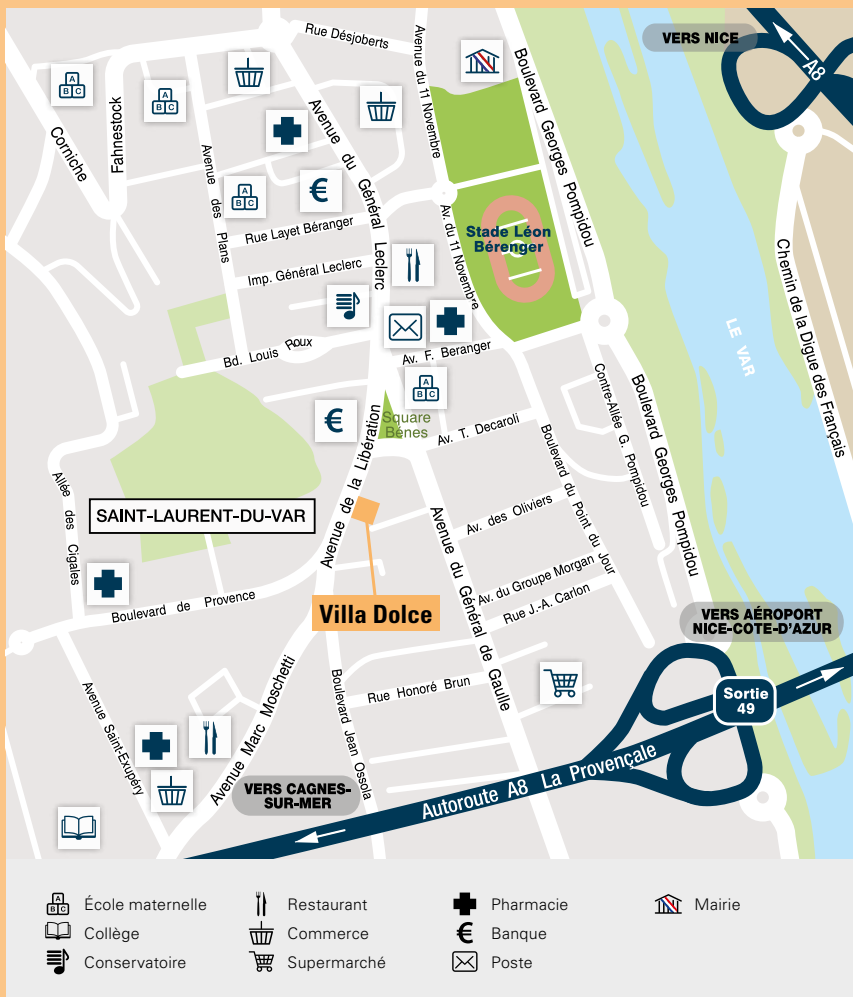 VERS NICE
A8
Rue Désjoberts
Avenue du 11 Novembre
Boulevard Georges Pompidou
Corniche
Fahnestock
Avenue des Plans
Avenue du Général Leclerc
A
B C
A
B C
A
B C
€
Rue Layet Béranger
Imp. Général Leclerc
Av. du 11 Novembre
Stade Léon
Bérenger
Chemin de la Digue des Français
LE VAR
Bd. Louis Roux
Av. F. Beranger
A
B C
€
Square
Bénes
Av. T. Decaroli
Contre-Allée G. Pompidou
Boulevard Georges Pompidou
Avenue de la Libération
Allée des Cigales
SAINT-LAURENT-DU-VAR
Av. des Oliviers
Boulevard du Point du Jour
Avenue du Général de Gaulle
Av. du Groupe Morgan
Rue J.-A. Carlon
Boulevard de Provence
Villa Dolce
VERS AÉROPORT
NICE-COTE-D'AZUR
Rue Honoré Brun
Sortie
49
Avenue Saint-Exupéry
Avenue Marc Moschetti
Boulevard Jean Ossola
VERS CAGNES-
SUR-MER
Autoroute A8 La Provençale
A
B C
École maternelle
Restaurant
Pharmacie
Mairie
Collège
Commerce
€
Banque
Conservatoire
Supermarché
Poste